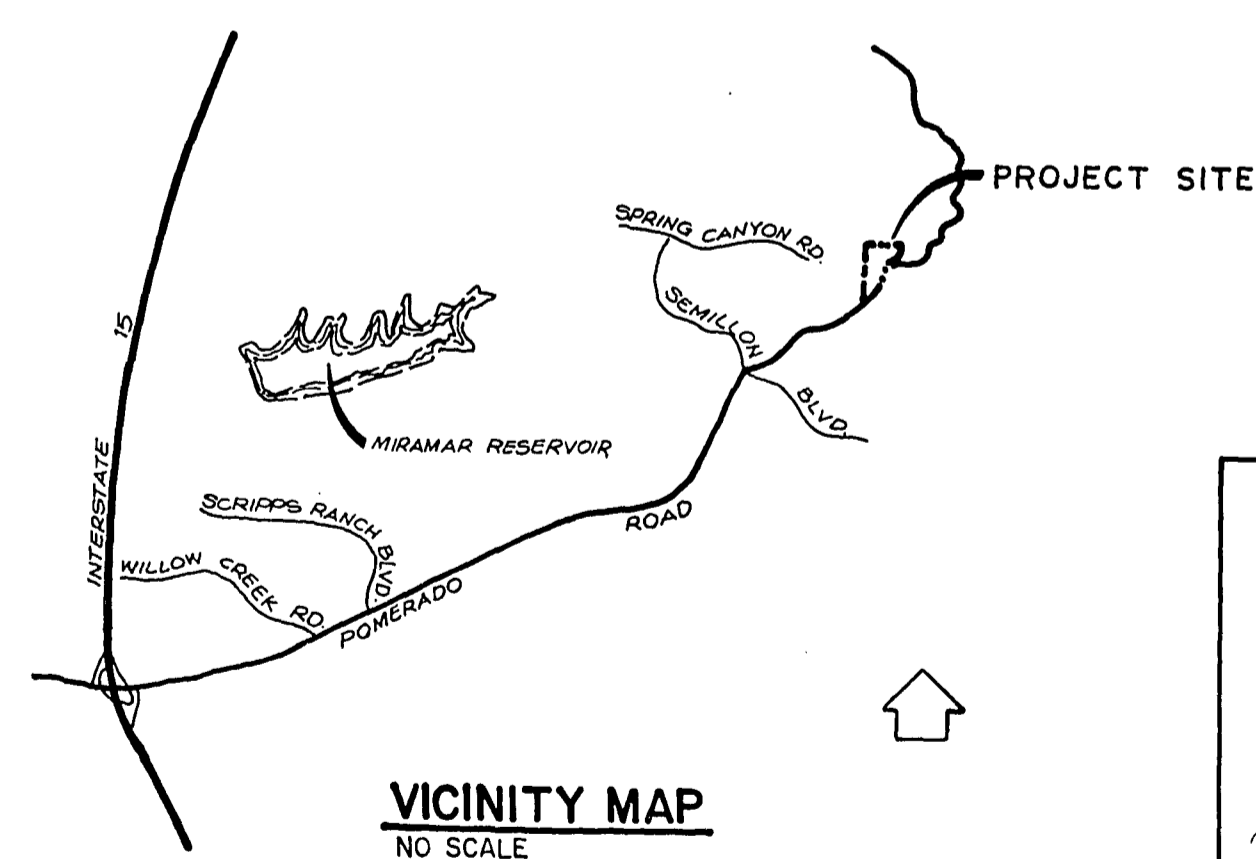 PROJECT SITE
SPRING CANYON RD.
SEMILLON BLVD.
INTERSTATE 15
MIRAMAR RESERVOIR
SCRIPPS RANCH BLVD.
WILLOW CREEK RD.
POMERADO ROAD
VICINITY MAP
NO SCALE